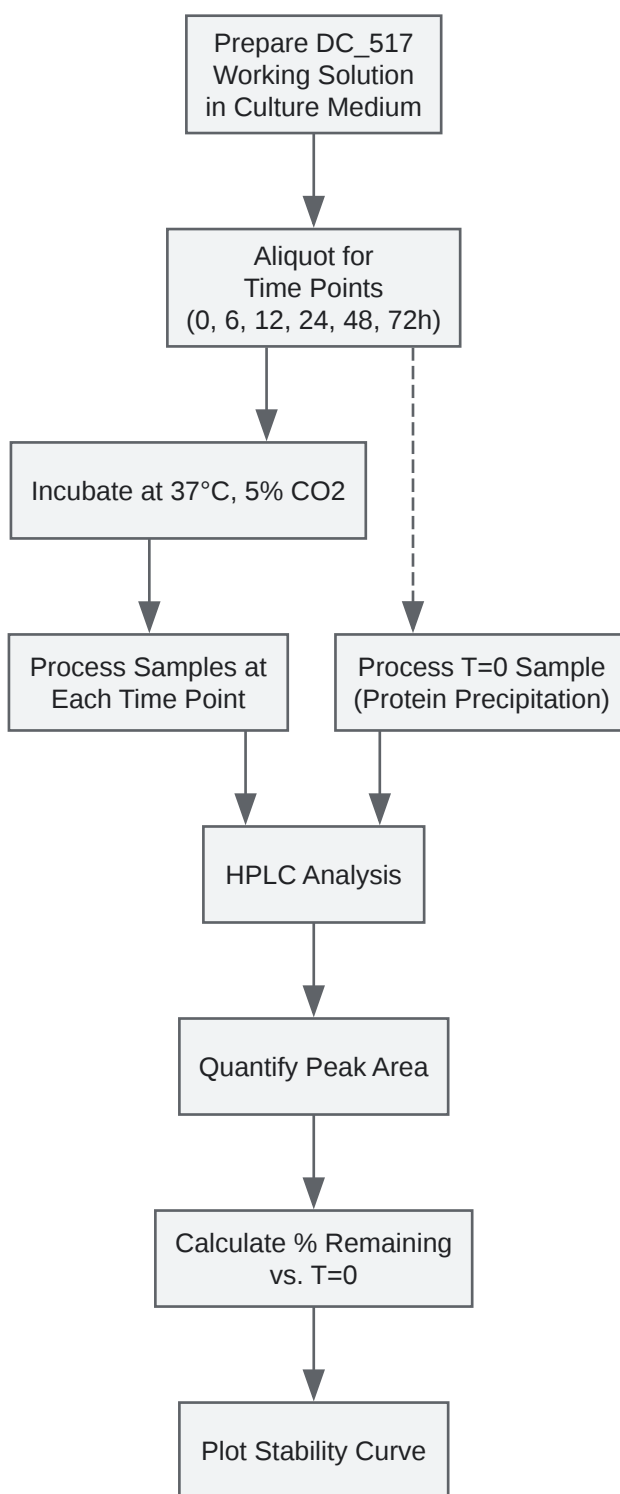 Prepare DC_517
Working Solution
in Culture Medium
Aliquot for
Time Points
(0, 6, 12, 24, 48, 72h)
Incubate at 37°C, 5% CO2
Process Samples at
Each Time Point
Process T=0 Sample
(Protein Precipitation)
HPLC Analysis
Quantify Peak Area
Calculate % Remaining
vs. T=0
Plot Stability Curve